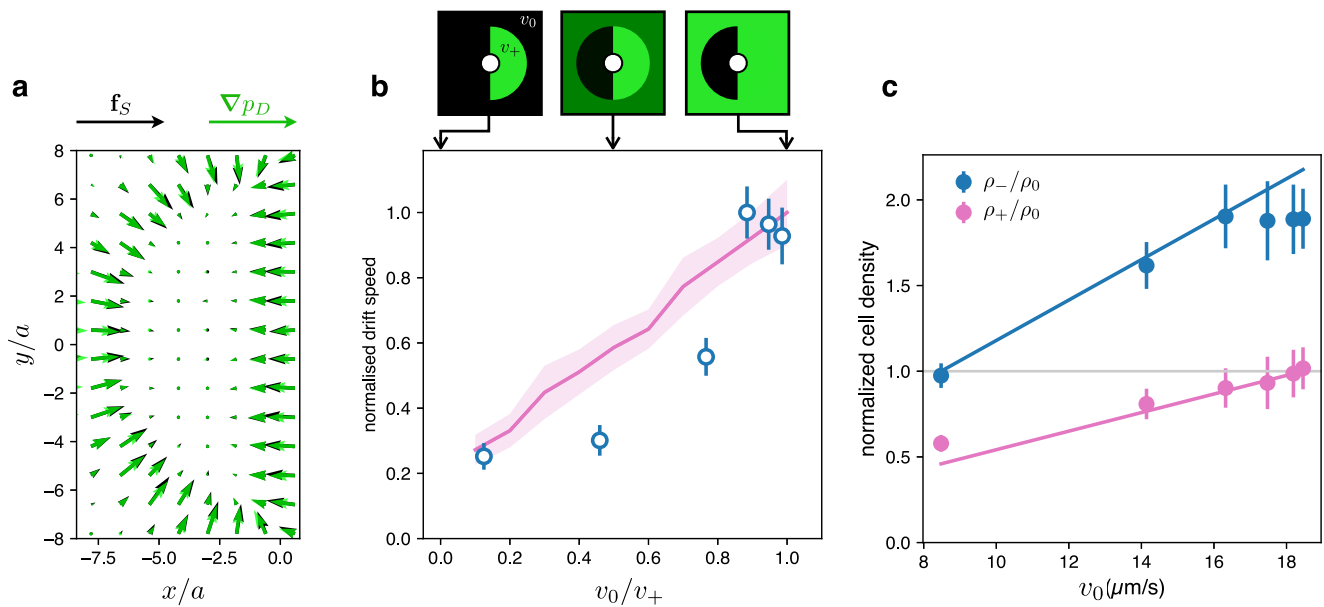 a
f_S
∇p_D
8
6
4
2
0
−2
−4
−6
−8
y/a
−7.5 −5.0 −2.5 0.0
x/a
b
v_0
v_+
1.0
0.8
0.6
0.4
0.2
0.0
normalised drift speed
0.0 0.2 0.4 0.6 0.8 1.0
v_0/v_+
c
ρ_−/ρ_0
ρ_+/ρ_0
2.0
1.5
1.0
0.5
0.0
normalized cell density
8 10 12 14 16 18
v_0(μm/s)